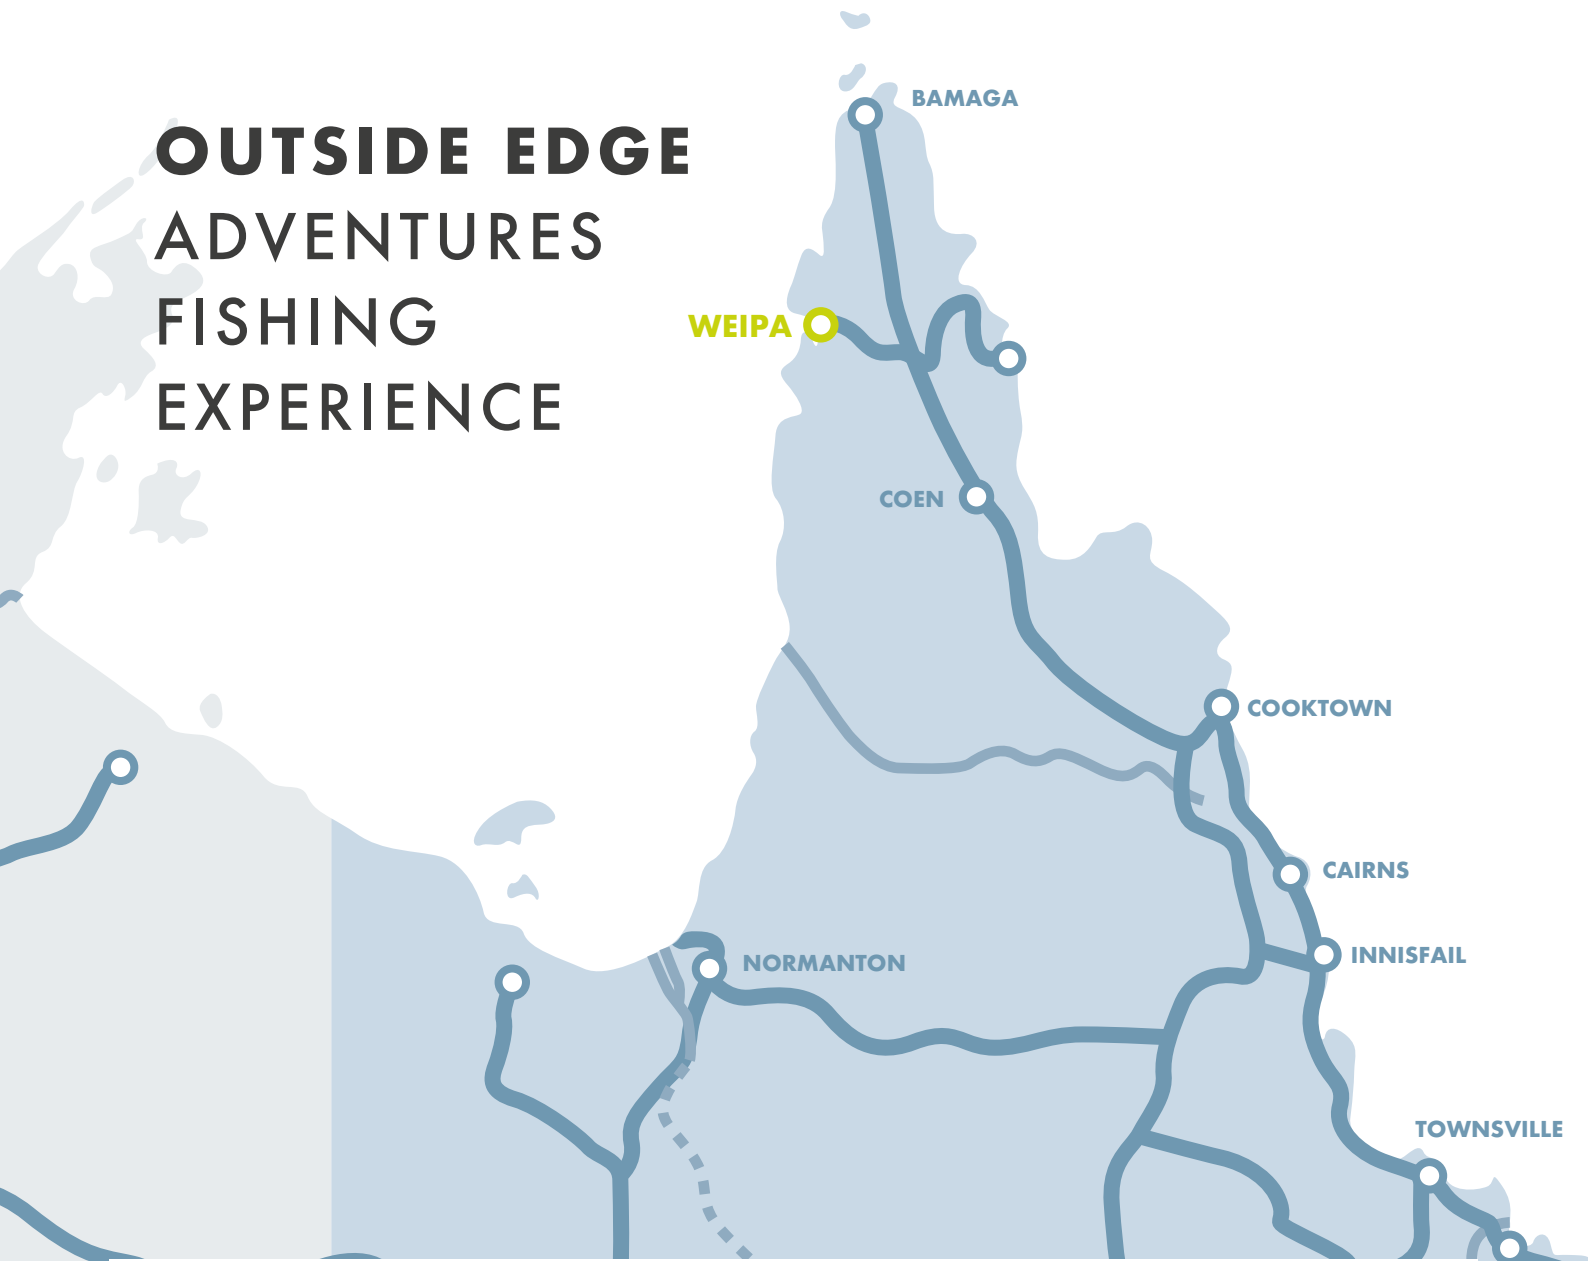 OUTSIDE EDGE
ADVENTURES
FISHING
EXPERIENCE
BAMAGA
WEIPA
COEN
COOKTOWN
CAIRNS
INNISFAIL
NORMANTON
TOWNSVILLE